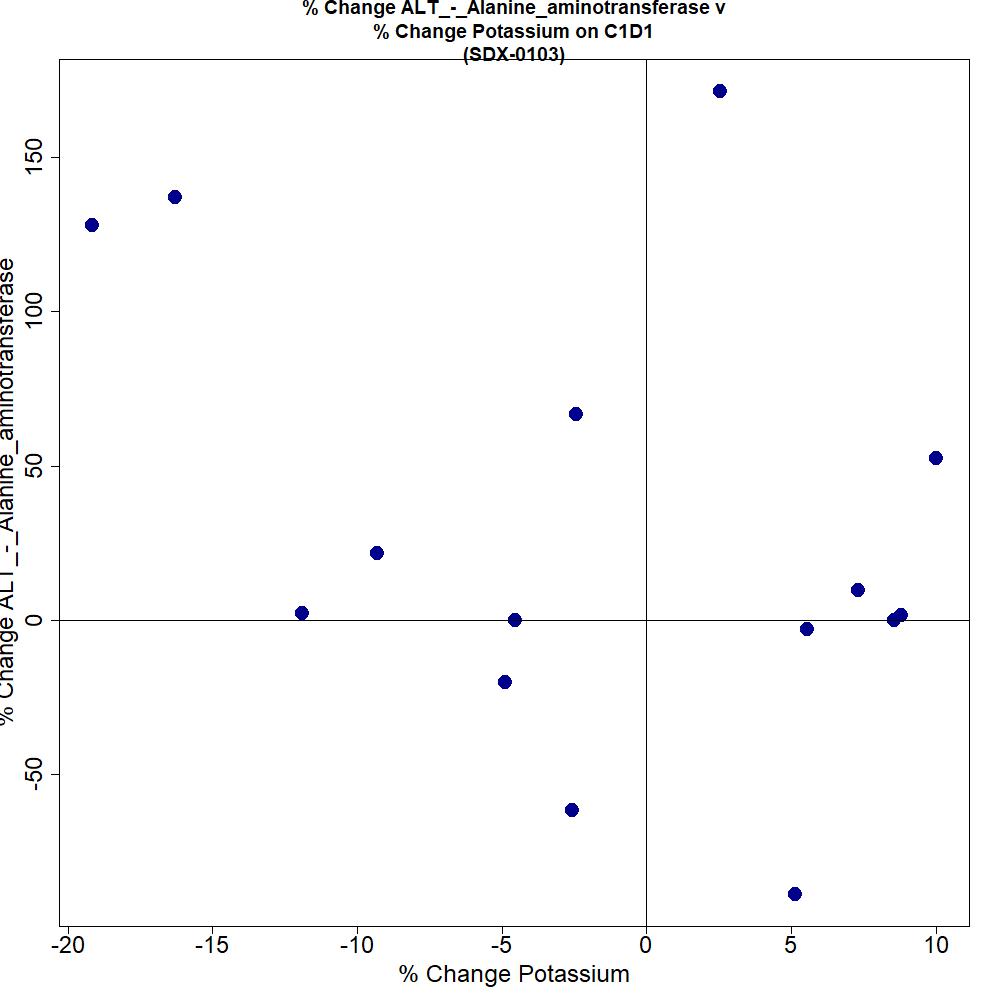 % Change ALT_-_Alanine_aminotransferase v
% Change Potassium on C1D1
(SDX-0103)
% Change ALT_-_Alanine_aminotransferase
150
100
50
0
-50
-20
-15
-10
-5
0
5
10
% Change Potassium